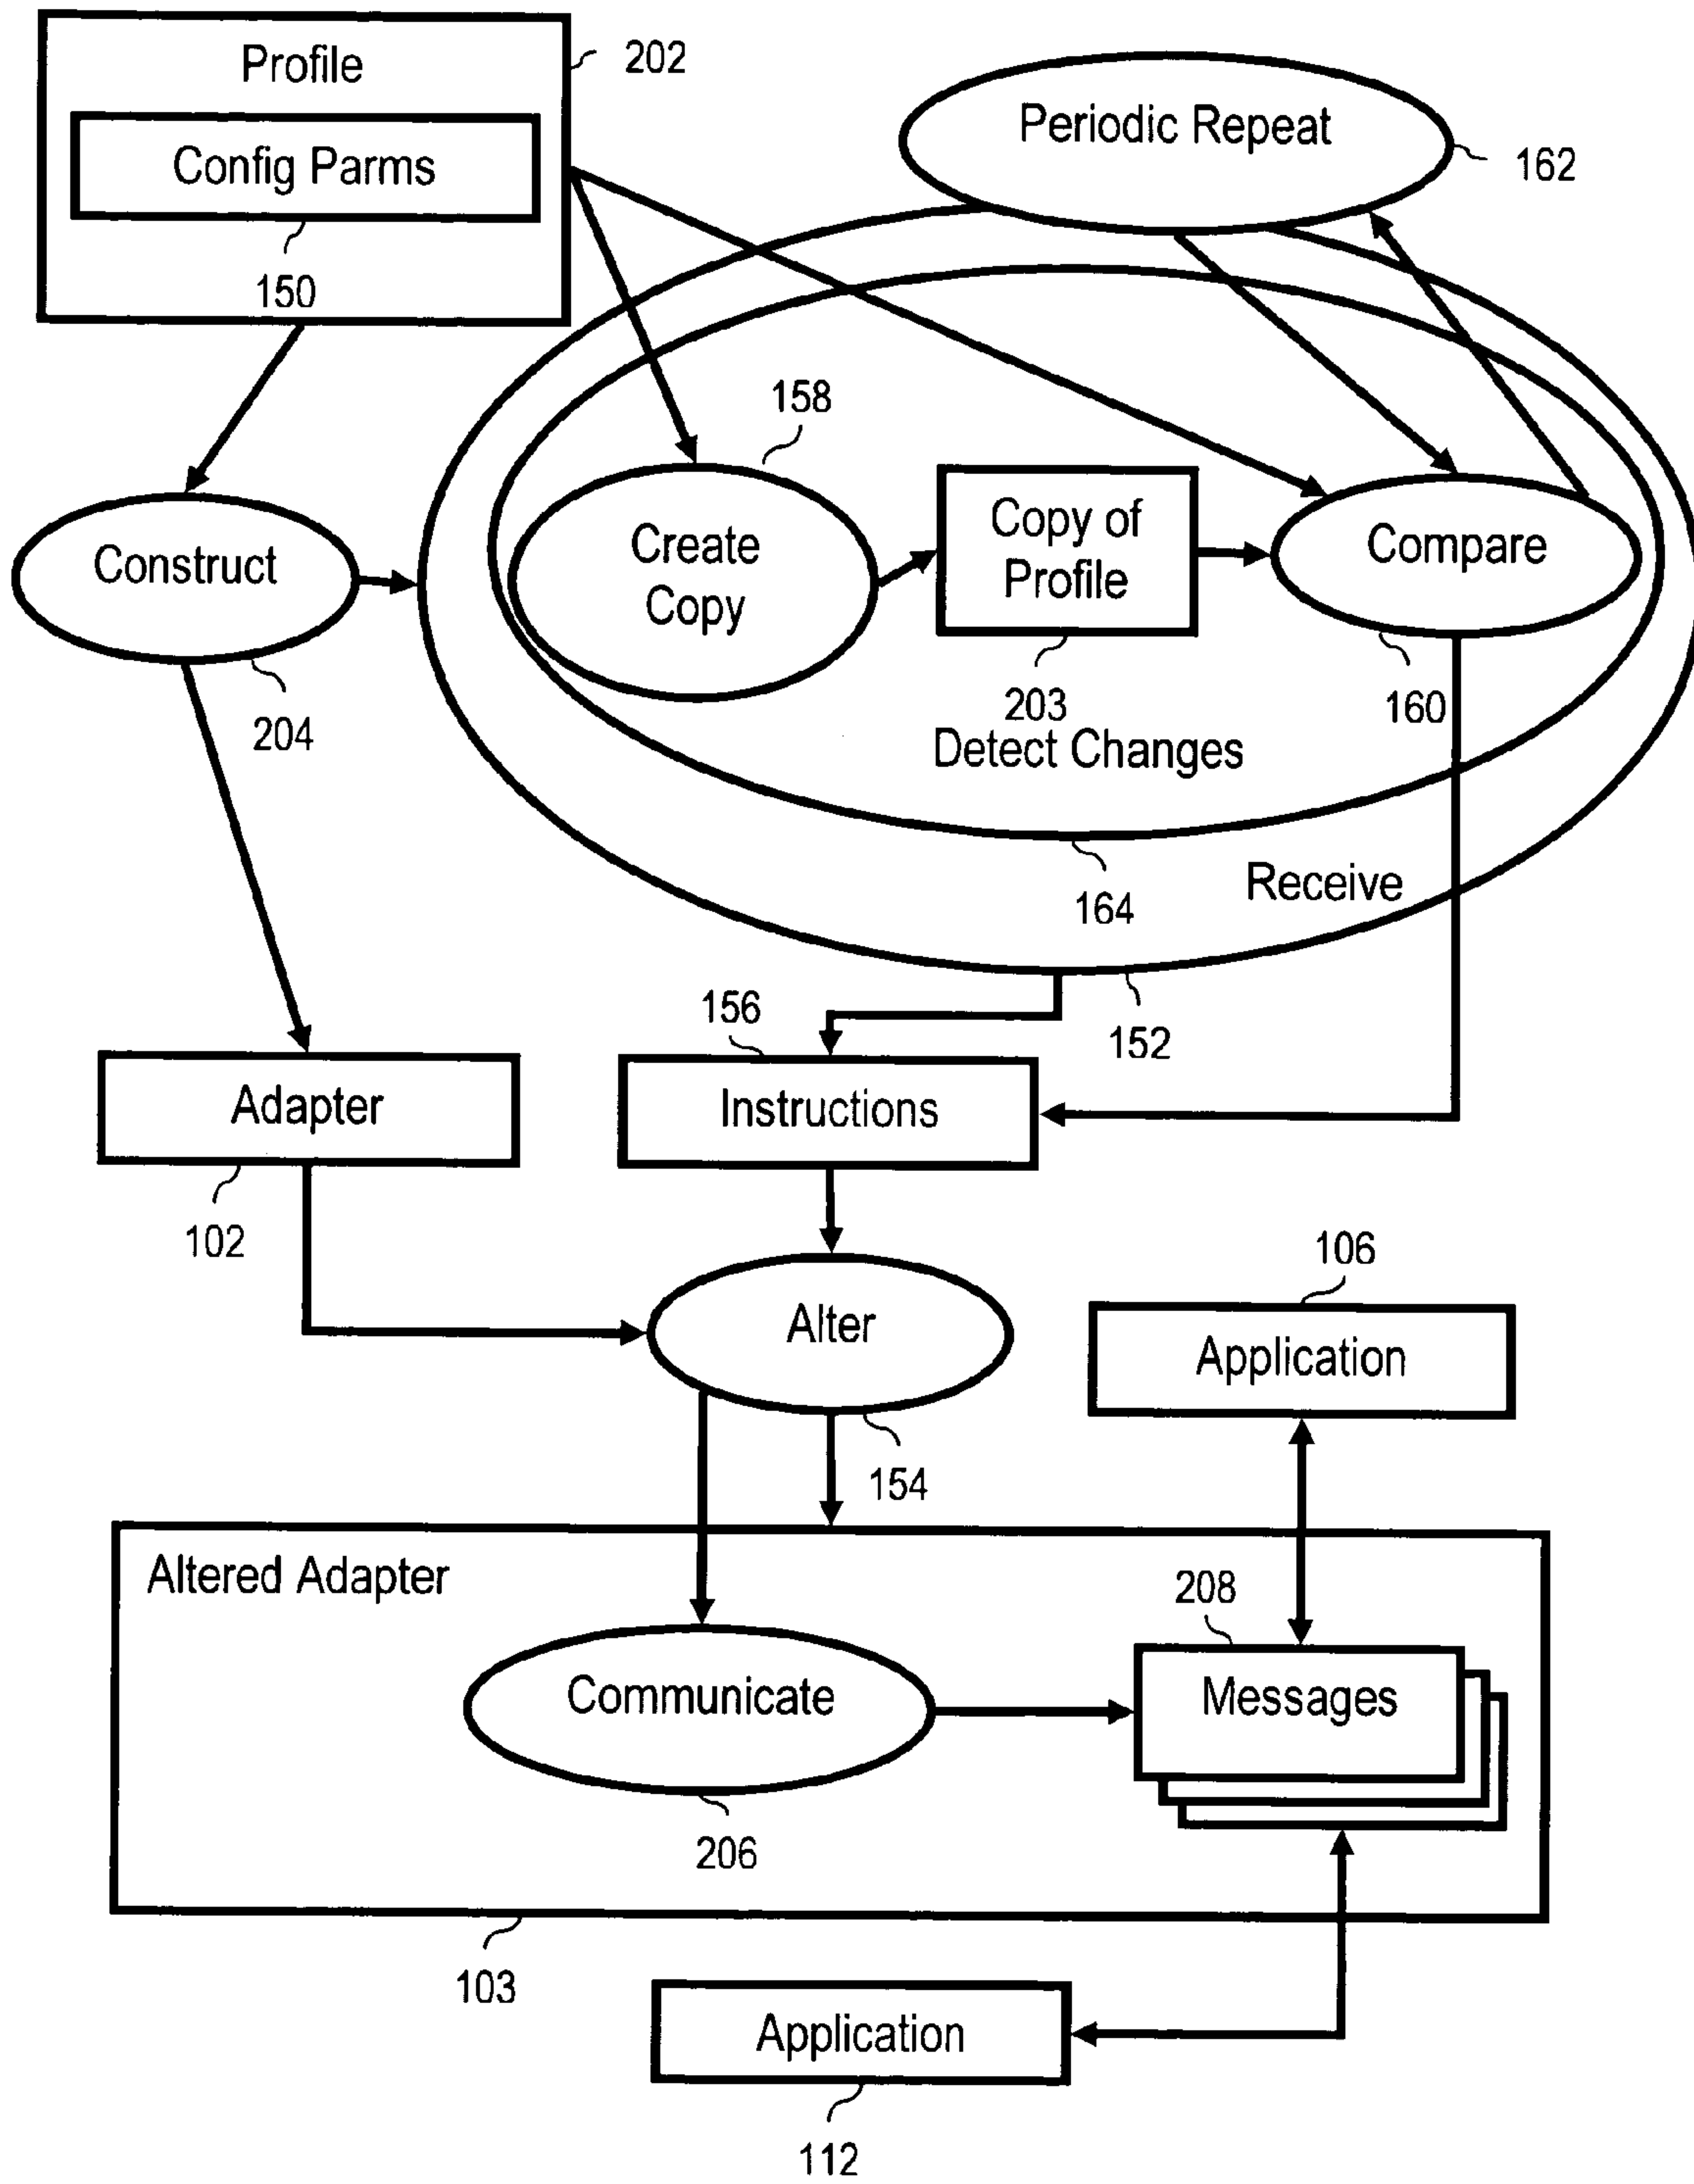 Profile
202
Config Parms
150
Periodic Repeat
162
158
Create
Copy
Copy of
Profile
203
Compare
160
Construct
204
Detect Changes
164
Receive
152
156
Adapter
102
Instructions
Alter
154
106
Application
Altered Adapter
208
Communicate
206
Messages
103
Application
112